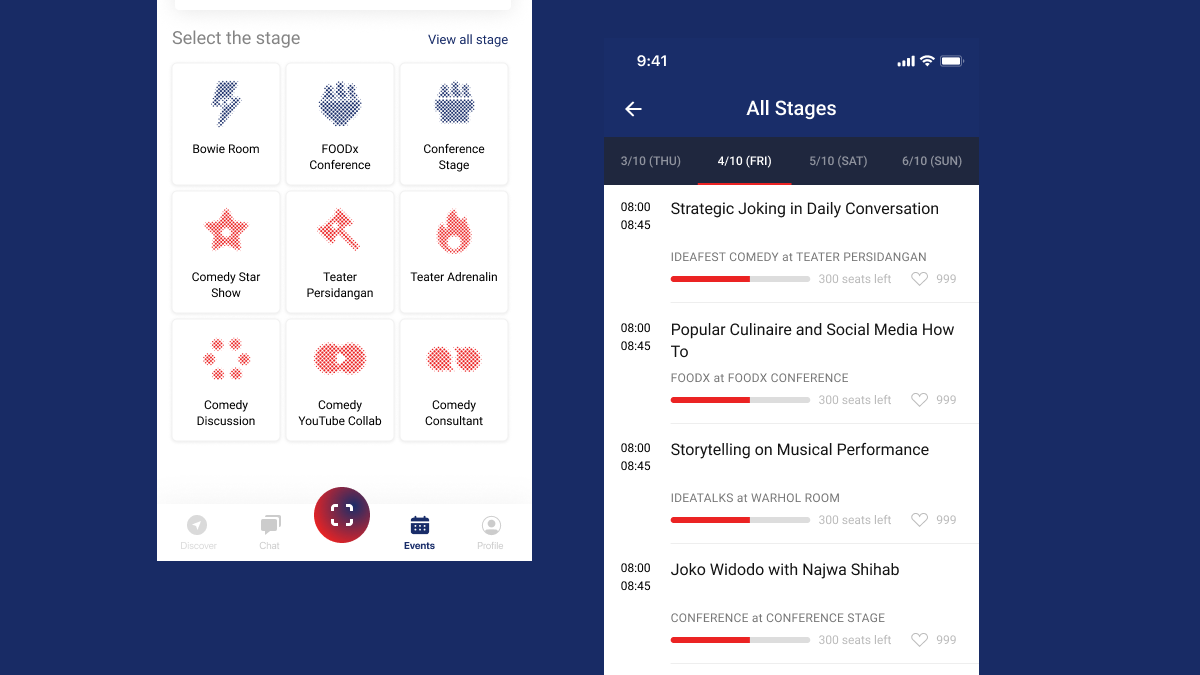 Select the stage
View all stage
Bowie Room
FOODx
Conference
Conference
Stage
Comedy Star
Show
Teater
Persidangan
Teater Adrenalin
Comedy
Discussion
Comedy
YouTube Collab
Comedy
Consultant
Discover
Chat
Events
Profile
9:41
All Stages
3/10 (THU)
4/10 (FRI)
5/10 (SAT)
6/10 (SUN)
08:00
08:45
Strategic Joking in Daily Conversation
IDEAFEST COMEDY at TEATER PERSIDANGAN
300 seats left
999
08:00
08:45
Popular Culinaire and Social Media How
To
FOODX at FOODX CONFERENCE
300 seats left
999
08:00
08:45
Storytelling on Musical Performance
IDEATALKS at WARHOL ROOM
300 seats left
999
08:00
08:45
Joko Widodo with Najwa Shihab
CONFERENCE at CONFERENCE STAGE
300 seats left
999